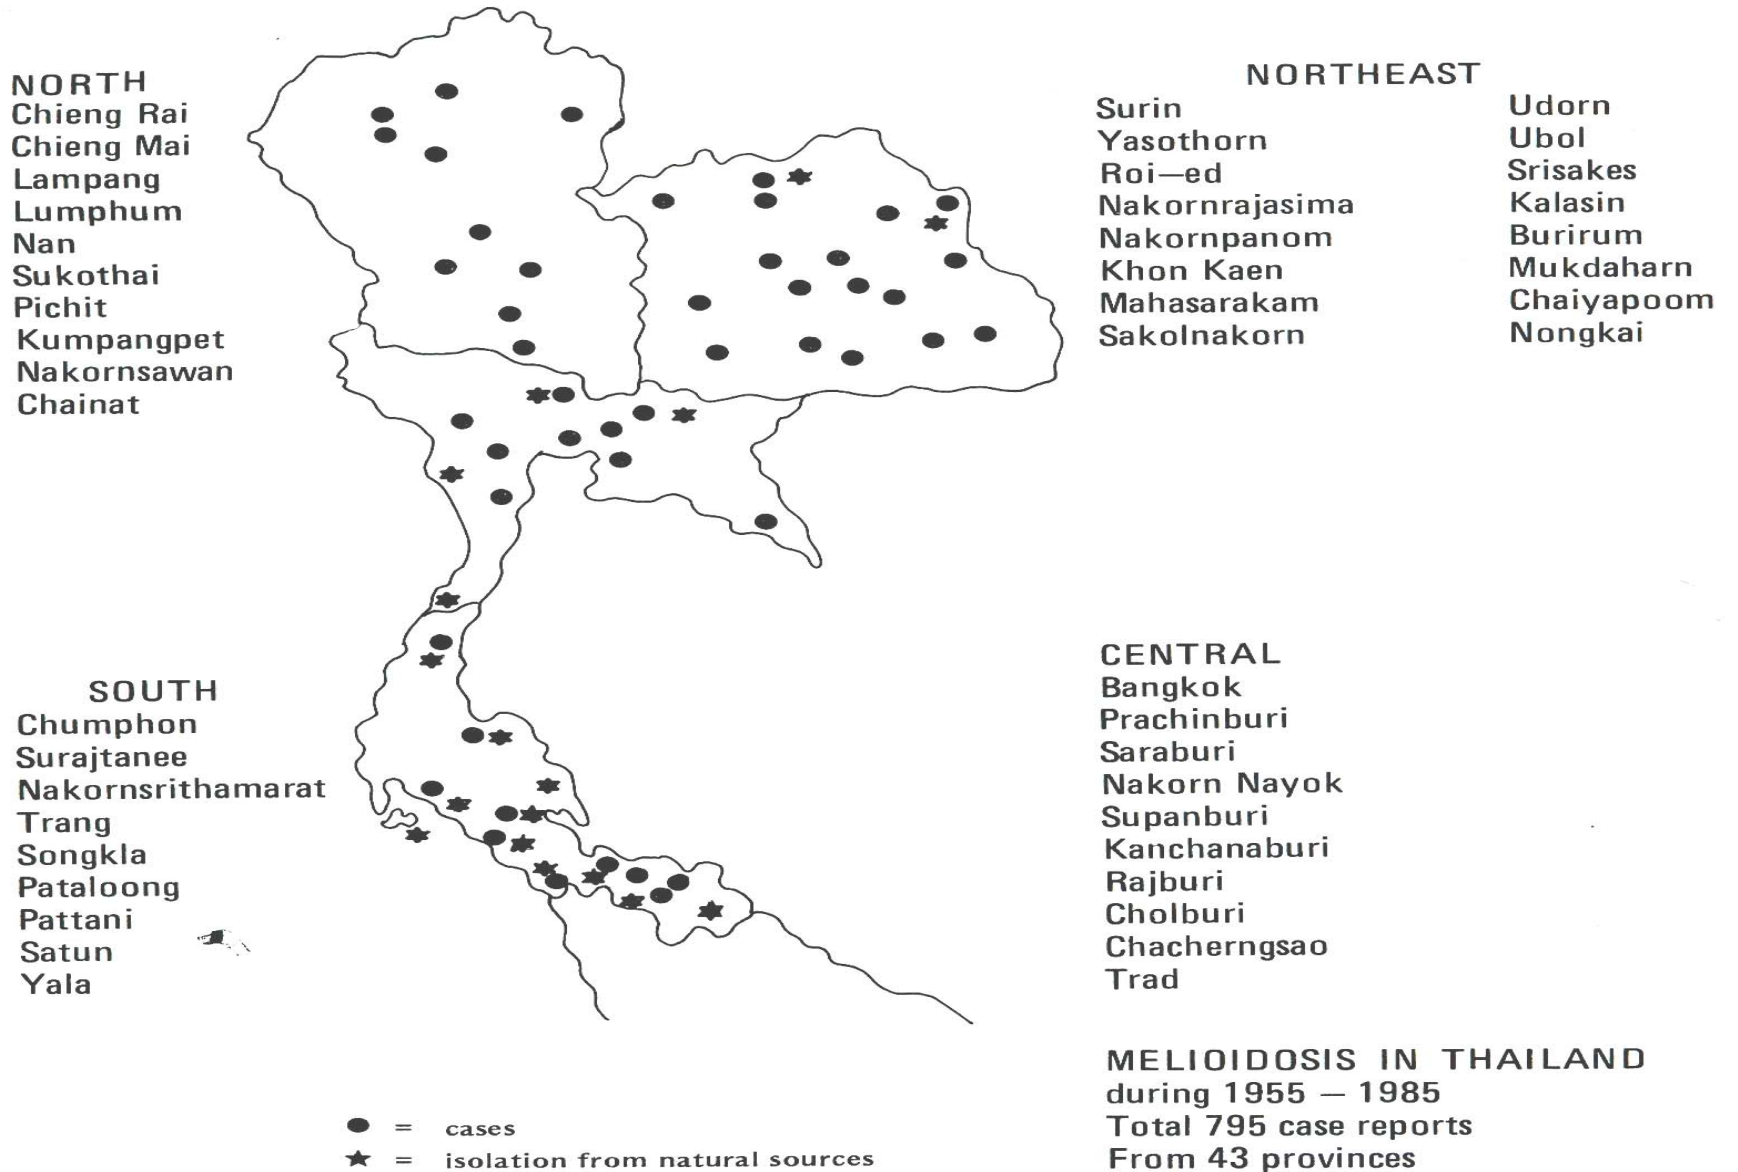 NORTH
Chieng Rai
Chieng Mai
Lampang
Lumphum
Nan
Sukothai
Pichit
Kumpangpet
Nakornsawan
Chainat
NORTHEAST
Surin
Yasothorn
Roi—ed
Nakornrajasima
Nakornpanom
Khon Kaen
Mahasarakam
Sakolnakorn
Udorn
Ubol
Srisakes
Kalasin
Burirum
Mukdaharn
Chaiyapoom
Nongkai
SOUTH
Chumphon
Surajtanee
Nakornsrithamarat
Trang
Songkla
Pataloong
Pattani
Satun
Yala
CENTRAL
Bangkok
Prachinburi
Saraburi
Nakorn Nayok
Supanburi
Kanchanaburi
Rajburi
Cholburi
Chacherngsao
Trad
● = cases
★ = isolation from natural sources
MELIOIDOSIS IN THAILAND
during 1955 — 1985
Total 795 case reports
From 43 provinces